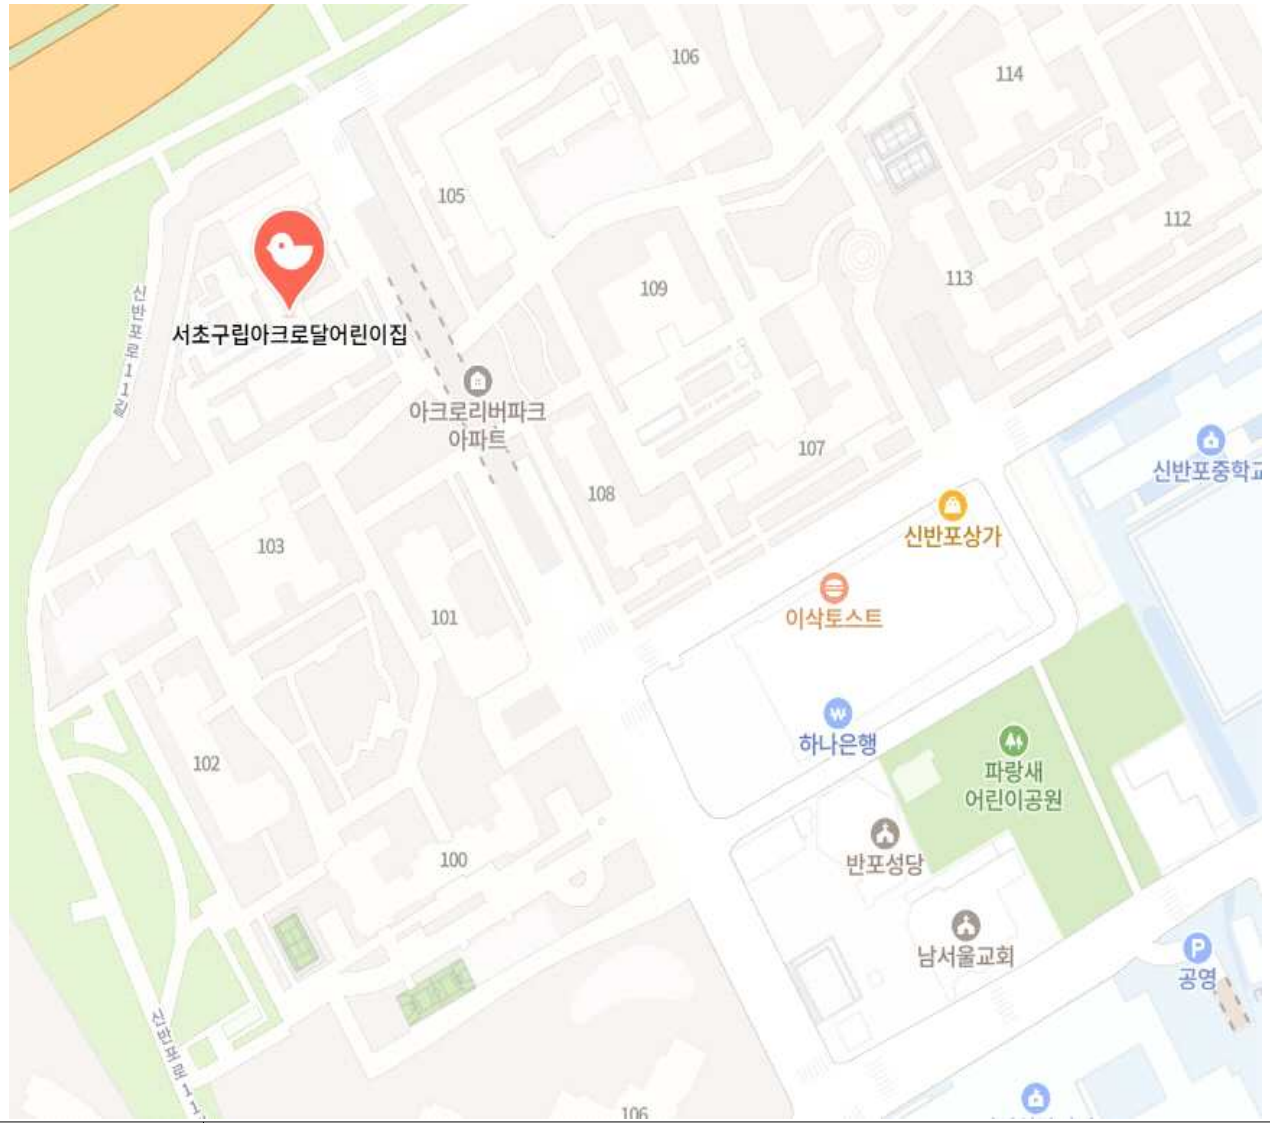 106
114
105
112
113
109
신반포로11길
서초구립아크로달어린이집
아크로리버파크
아파트
신반포중학교
107
108
신반포상가
103
이삭토스트
101
하나은행
파랑새
어린이공원
102
반포성당
100
남서울교회
공영
신반포로11
106